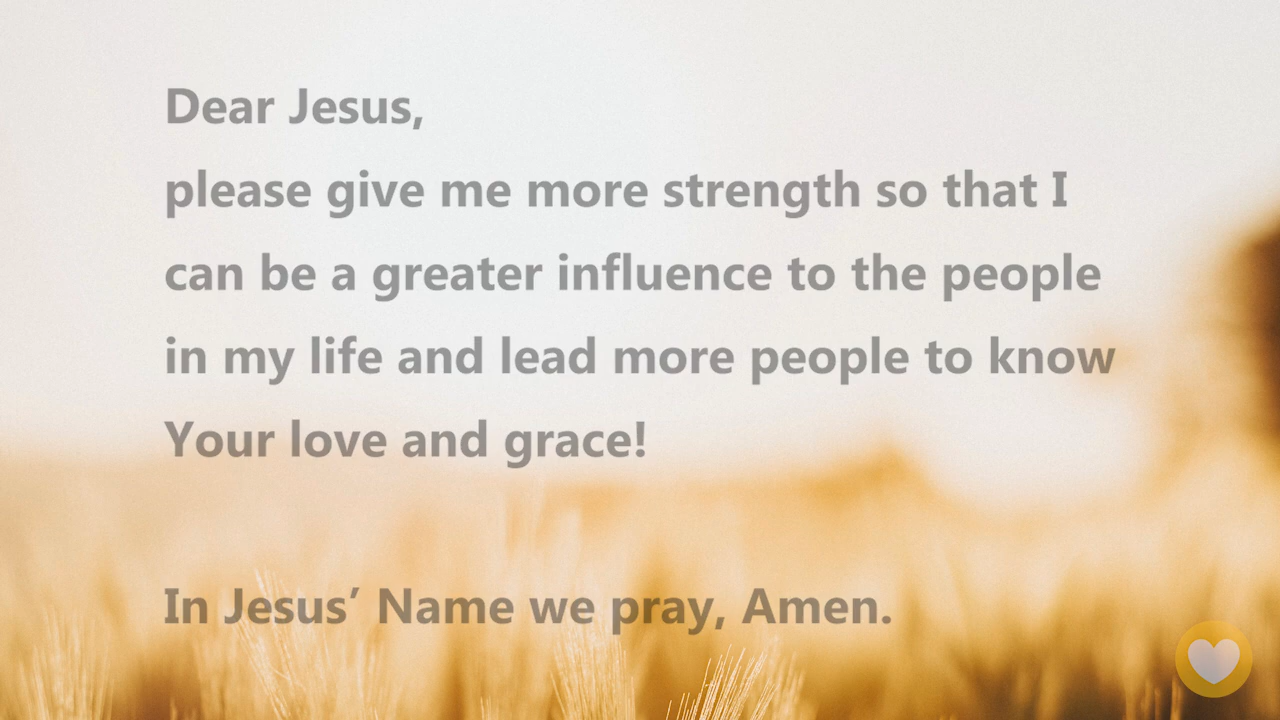 Dear Jesus,
please give me more strength so that I
can be a greater influence to the people
in my life and lead more people to know
Your love and grace!
In Jesus’ Name we pray, Amen.